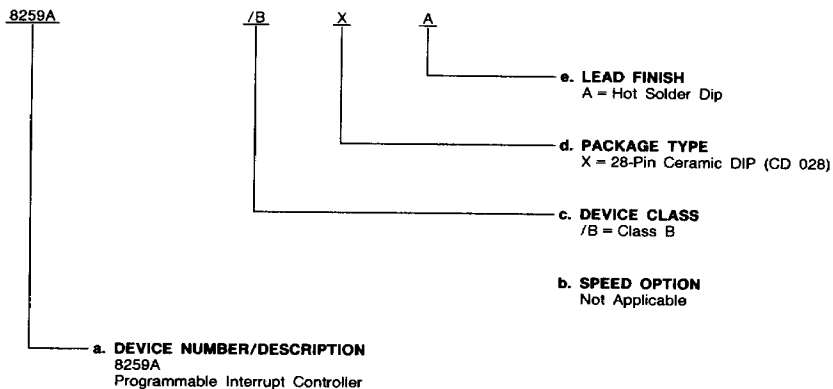 8259A /B X A
e. LEAD FINISH
A = Hot Solder Dip
d. PACKAGE TYPE
X = 28-Pin Ceramic DIP (CD 028)
c. DEVICE CLASS
/B = Class B
b. SPEED OPTION
Not Applicable
a. DEVICE NUMBER/DESCRIPTION
8259A
Programmable Interrupt Controller